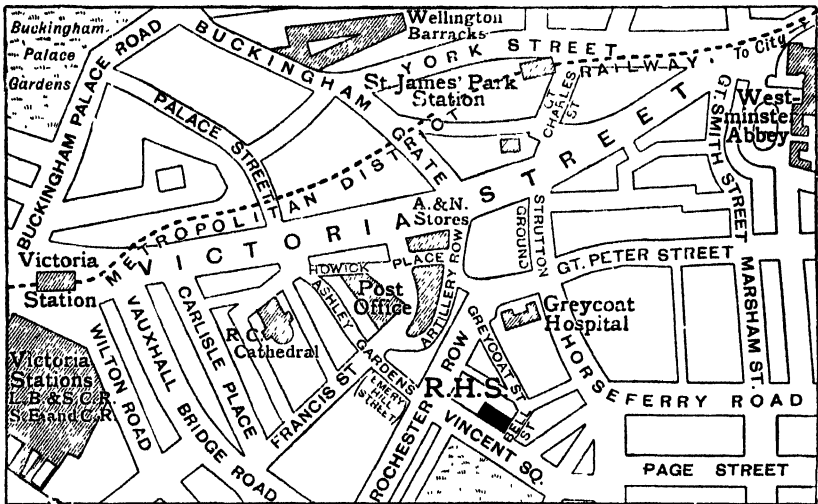 Buckingham
Palace
Gardens
BUCKINGHAM PALACE ROAD
BUCKINGHAM GATE
PALACE STREET
Wellington
Barracks
YORK STREET
St. James' Park
Station
METROPOLITAN DISTRICT RAILWAY
To City
GT. CHARLES ST
GT. SMITH STREET
West-
minster
Abbey
VICTORIA STREET
A. & N.
Stores
STRUTTON
GROUND
GT. PETER STREET
MARSHAM ST.
Victoria
Station
HOWICK PLACE
Post
Office
ARTILLERY ROW
ASHLEY GARDENS
CARLISLE PLACE
R.C.
Cathedral
VAUXHALL BRIDGE ROAD
WILTON ROAD
Victoria
Stations
L.B. & S.C.R.
S.E. and C.R.
FRANCIS ST.
EMERY
HILL
STREET
ROCHESTER ROW
GREYCOAT ST
Greycoat
Hospital
HORSEFERRY ROAD
R.H.S.
BELL
ST
VINCENT SQ.
PAGE STREET